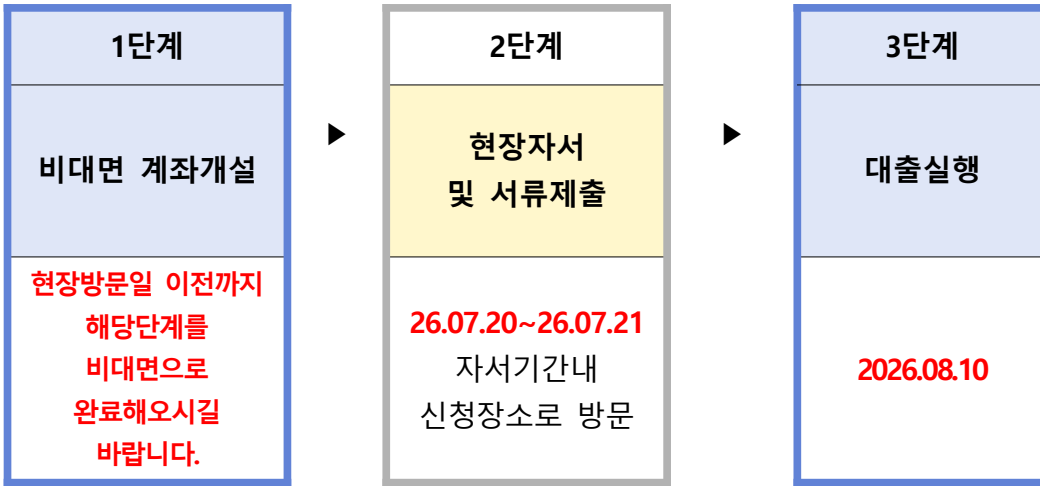 1단계
비대면 계좌개설
현장방문일 이전까지
해당단계를
비대면으로
완료해오시길
바랍니다.
▶
2단계
현장자서
및 서류제출
26.07.20~26.07.21
자서기간내
신청장소로 방문
▶
3단계
대출실행
2026.08.10